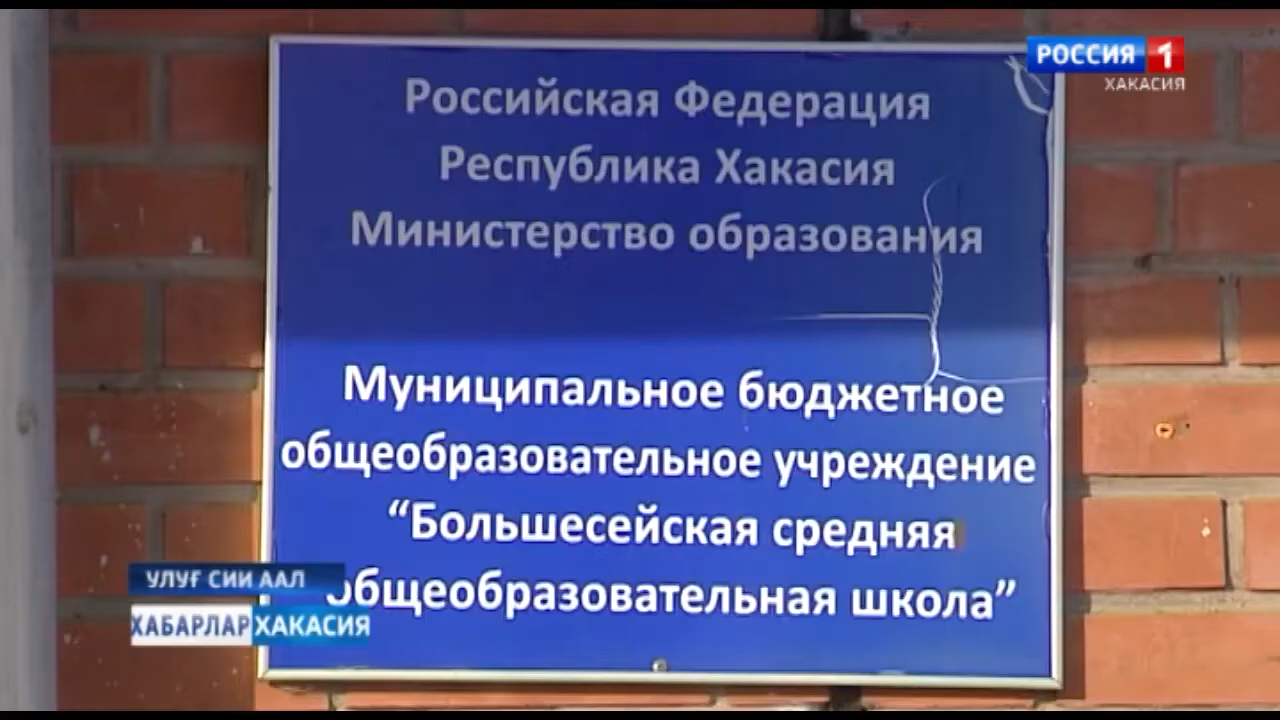 РОССИЯ 1
ХАКАСИЯ
Российская Федерация
Республика Хакасия
Министерство образования
Муниципальное бюджетное
общеобразовательное учреждение
“Большесейская средняя
общеобразовательная школа”
УЛУҒ СИИ ААЛ
ХАБАРЛАР ХАКАСИЯ